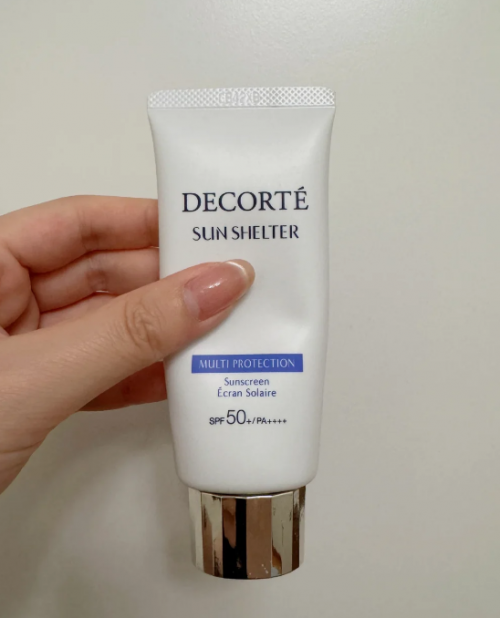 DECORTÉ
SUN SHELTER
MULTI PROTECTION
Sunscreen
Écran Solaire
SPF50+/PA++++